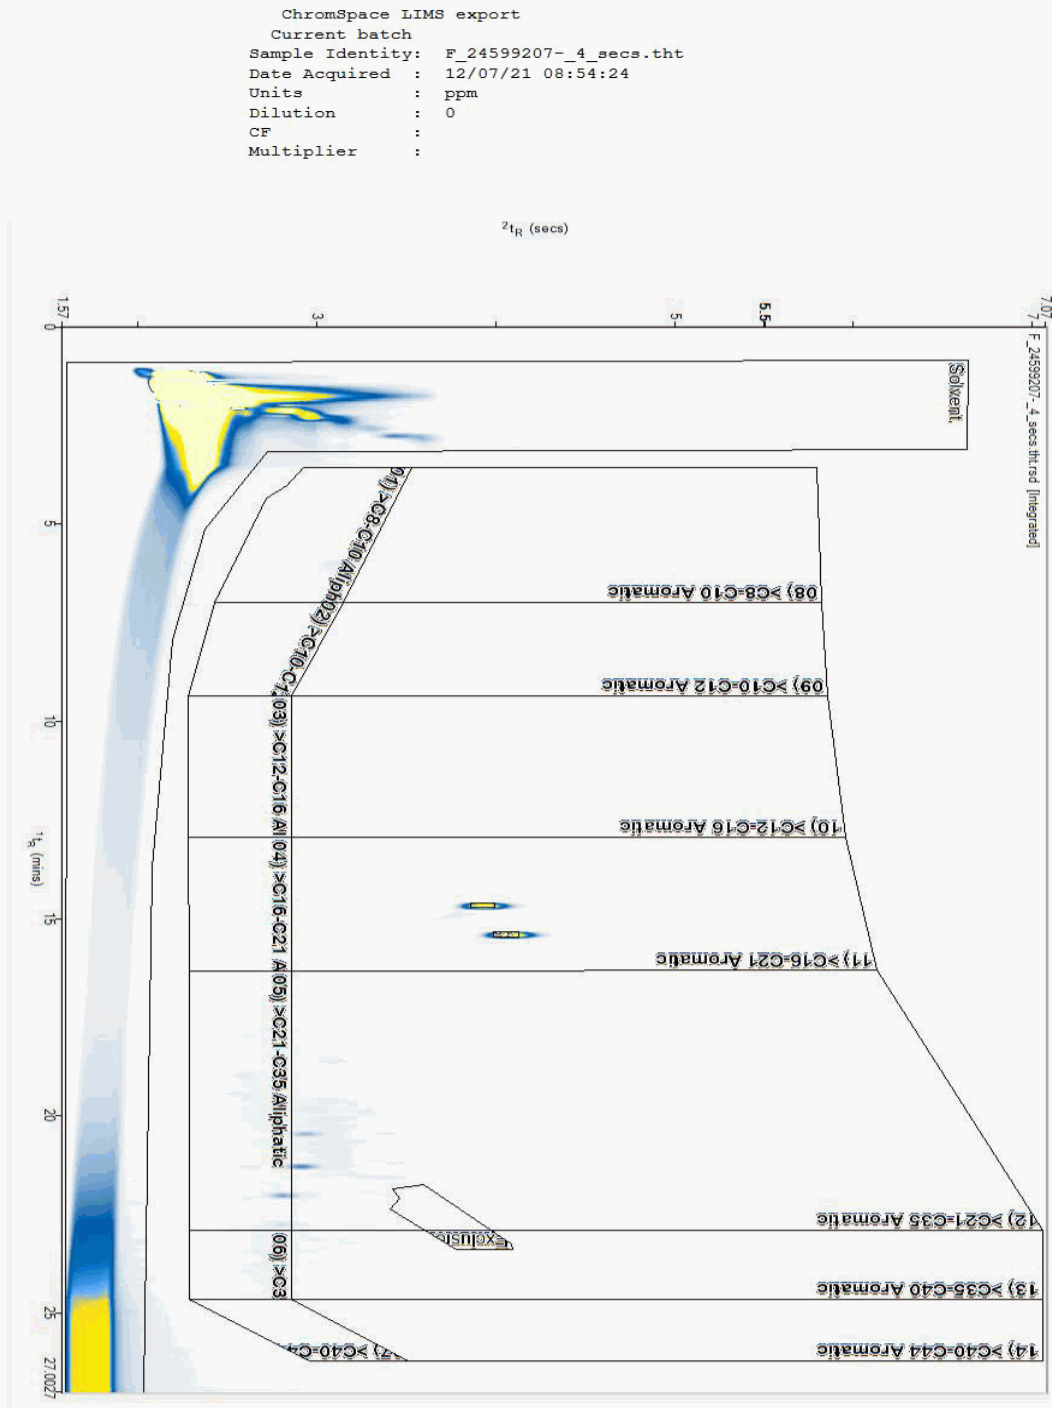 ChromSpace LIMS export
Current batch
Sample Identity: F_24599207-_4_secs.tht
Date Acquired : 12/07/21 08:54:24
Units : ppm
Dilution : 0
CF :
Multiplier :
²tR (secs)
1.57
3
5
5.5
7
7.07
F_24599207-_4_secs.tht.rsd [Integrated]
0
5
10
15
20
25
27.0027
¹tR (mins)
Solvent,
01) >C8-C10 Aliph
02) >C10-C1
03) >C12-C16 Al
04) >C16-C21 A
05) >C21-C35 Aliphatic
06) >C3
7) >C40-C4
08) >C8-C10 Aromatic
09) >C10-C12 Aromatic
10) >C12-C16 Aromatic
11) >C16-C21 Aromatic
12) >C21-C35 Aromatic
Exclusic
13) >C35-C40 Aromatic
14) >C40-C44 Aromatic